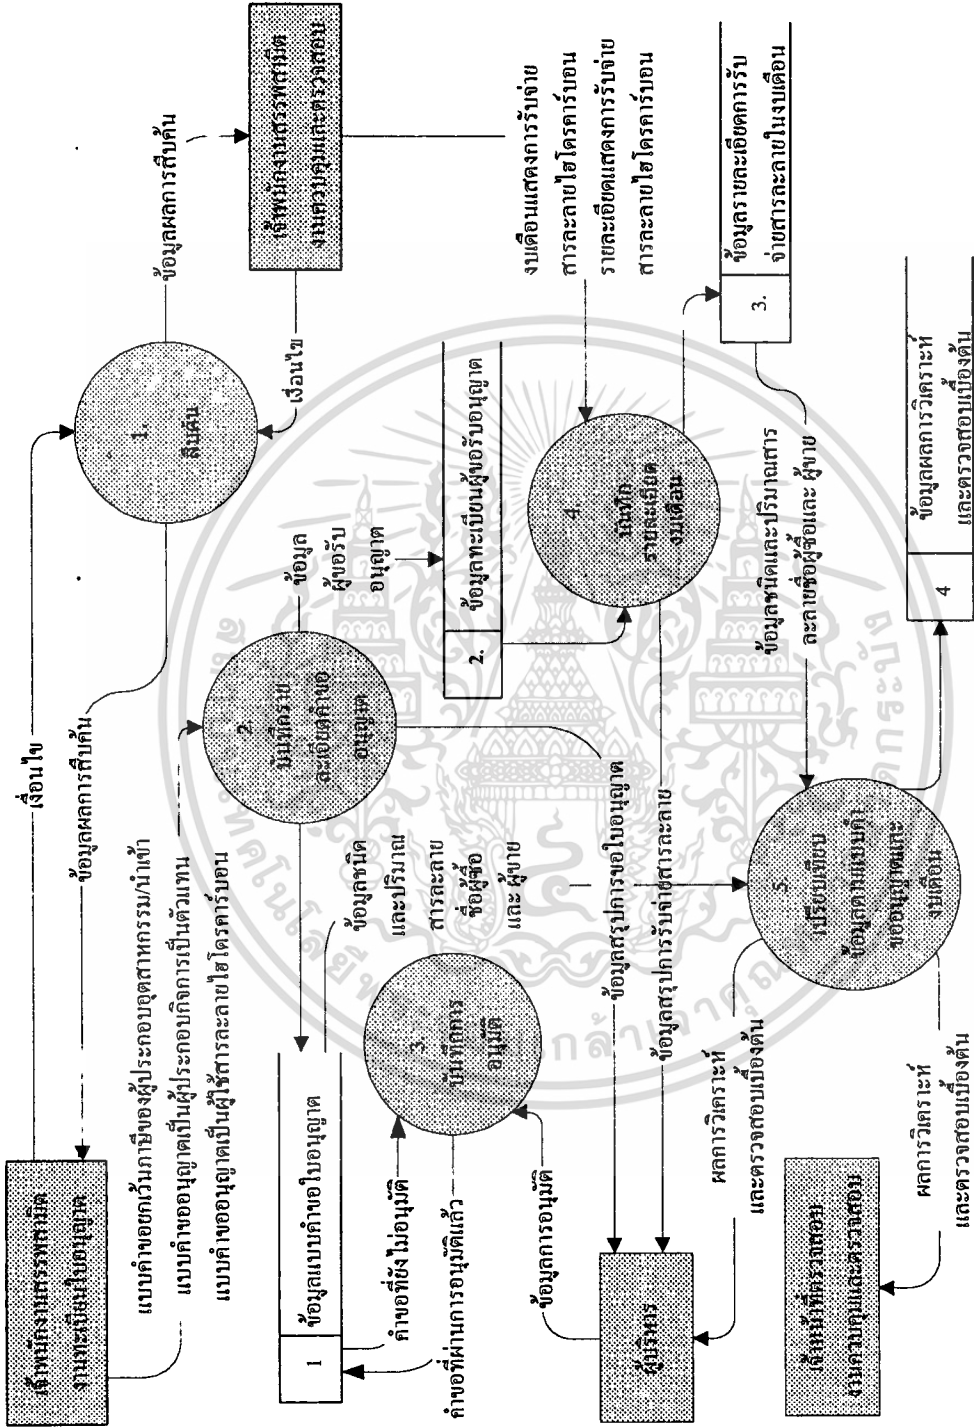 เจ้าพนักงานสรรพสามิต
งานทะเบียนใบอนุญาต
เงื่อนไข
ข้อมูลผลการสืบค้น
1.
สืบค้น
ข้อมูลผลการสืบค้น
เงื่อนไข
เจ้าพนักงานสรรพสามิต
งานควบคุมและตรวจสอบ
แบบคำขอยกเว้นภาษีของผู้ประกอบอุตสาหกรรม/นำเข้า
แบบคำขออนุญาตเป็นผู้ประกอบกิจการเป็นตัวแทน
แบบคำขออนุญาตเป็นผู้ใช้สารละลายไฮโดรคาร์บอน
2.
บันทึกราย
ละเอียดคำขอ
อนุญาต
ข้อมูล
ผู้ขอรับ
อนุญาต
1
ข้อมูลแบบคำขอใบอนุญาต
ข้อมูลชนิด
และปริมาณ
สารละลาย
ชื่อผู้ซื้อ
และ ผู้ขาย
2.
ข้อมูลทะเบียนผู้ขอรับอนุญาต
งบเดือนแสดงการรับจ่าย
สารละลายไฮโดรคาร์บอน
รายละเอียดแสดงการรับจ่าย
สารละลายไฮโดรคาร์บอน
คำขอที่ยังไม่อนุมัติ
คำขอที่ผ่านการอนุมัติแล้ว
3.
บันทึกการ
อนุมัติ
ข้อมูลการอนุมัติ
4.
บันทึก
รายละเอียด
งบเดือน
ข้อมูลสรุปการขอใบอนุญาต
ข้อมูลสรุปการรับจ่ายสารละลาย
ผู้บริหาร
3.
ข้อมูลรายละเอียดการรับ
จ่ายสารละลายในงบเดือน
ข้อมูลชนิดและปริมาณสาร
ละลายชื่อผู้ซื้อและ ผู้ขาย
ผลการวิเคราะห์
และตรวจสอบเบื้องต้น
5.
เปรียบเทียบ
ข้อมูลตามแบบคำ
ขออนุญาตและ
งบเดือน
เจ้าหน้าที่ตรวจสอบ
งานควบคุมและตรวจสอบ
ผลการวิเคราะห์
และตรวจสอบเบื้องต้น
4
ข้อมูลผลการวิเคราะห์
และตรวจสอบเบื้องต้น